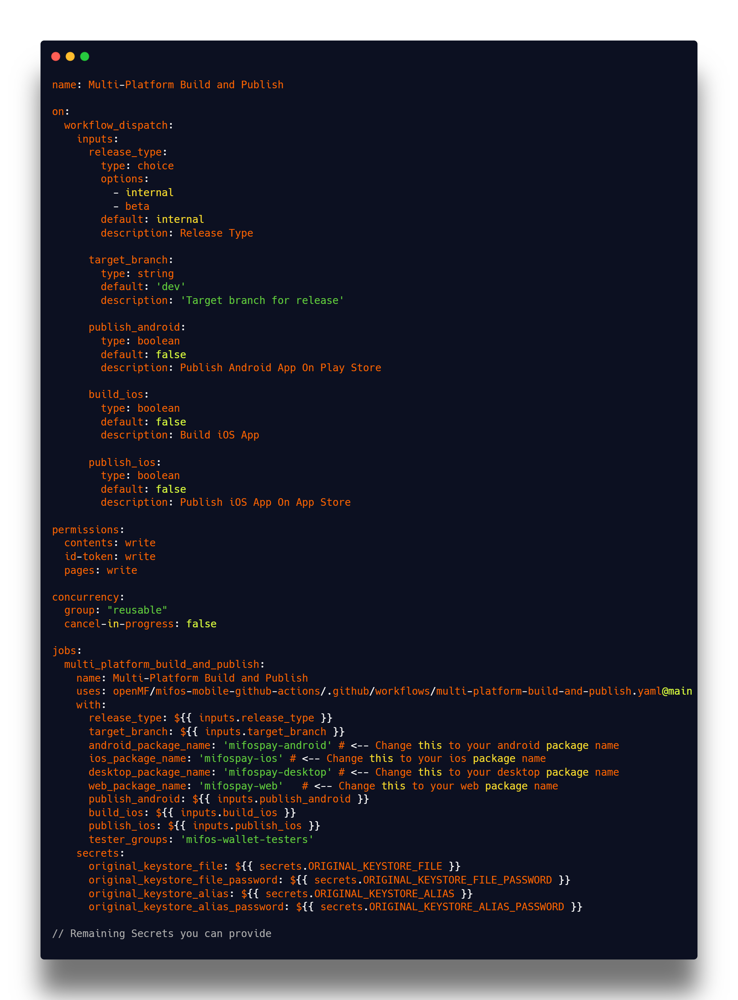 name: Multi-Platform Build and Publish

on:
  workflow_dispatch:
    inputs:
      release_type:
        type: choice
        options:
          - internal
          - beta
        default: internal
        description: Release Type

      target_branch:
        type: string
        default: 'dev'
        description: 'Target branch for release'

      publish_android:
        type: boolean
        default: false
        description: Publish Android App On Play Store

      build_ios:
        type: boolean
        default: false
        description: Build iOS App

      publish_ios:
        type: boolean
        default: false
        description: Publish iOS App On App Store

permissions:
  contents: write
  id-token: write
  pages: write

concurrency:
  group: "reusable"
  cancel-in-progress: false

jobs:
  multi_platform_build_and_publish:
    name: Multi-Platform Build and Publish
    uses: openMF/mifos-mobile-github-actions/.github/workflows/multi-platform-build-and-publish.yaml@main
    with:
      release_type: ${{ inputs.release_type }}
      target_branch: ${{ inputs.target_branch }}
      android_package_name: 'mifospay-android' # <-- Change this to your android package name
      ios_package_name: 'mifospay-ios' # <-- Change this to your ios package name
      desktop_package_name: 'mifospay-desktop' # <-- Change this to your desktop package name
      web_package_name: 'mifospay-web'   # <-- Change this to your web package name
      publish_android: ${{ inputs.publish_android }}
      build_ios: ${{ inputs.build_ios }}
      publish_ios: ${{ inputs.publish_ios }}
      tester_groups: 'mifos-wallet-testers'
    secrets:
      original_keystore_file: ${{ secrets.ORIGINAL_KEYSTORE_FILE }}
      original_keystore_file_password: ${{ secrets.ORIGINAL_KEYSTORE_FILE_PASSWORD }}
      original_keystore_alias: ${{ secrets.ORIGINAL_KEYSTORE_ALIAS }}
      original_keystore_alias_password: ${{ secrets.ORIGINAL_KEYSTORE_ALIAS_PASSWORD }}

// Remaining Secrets you can provide